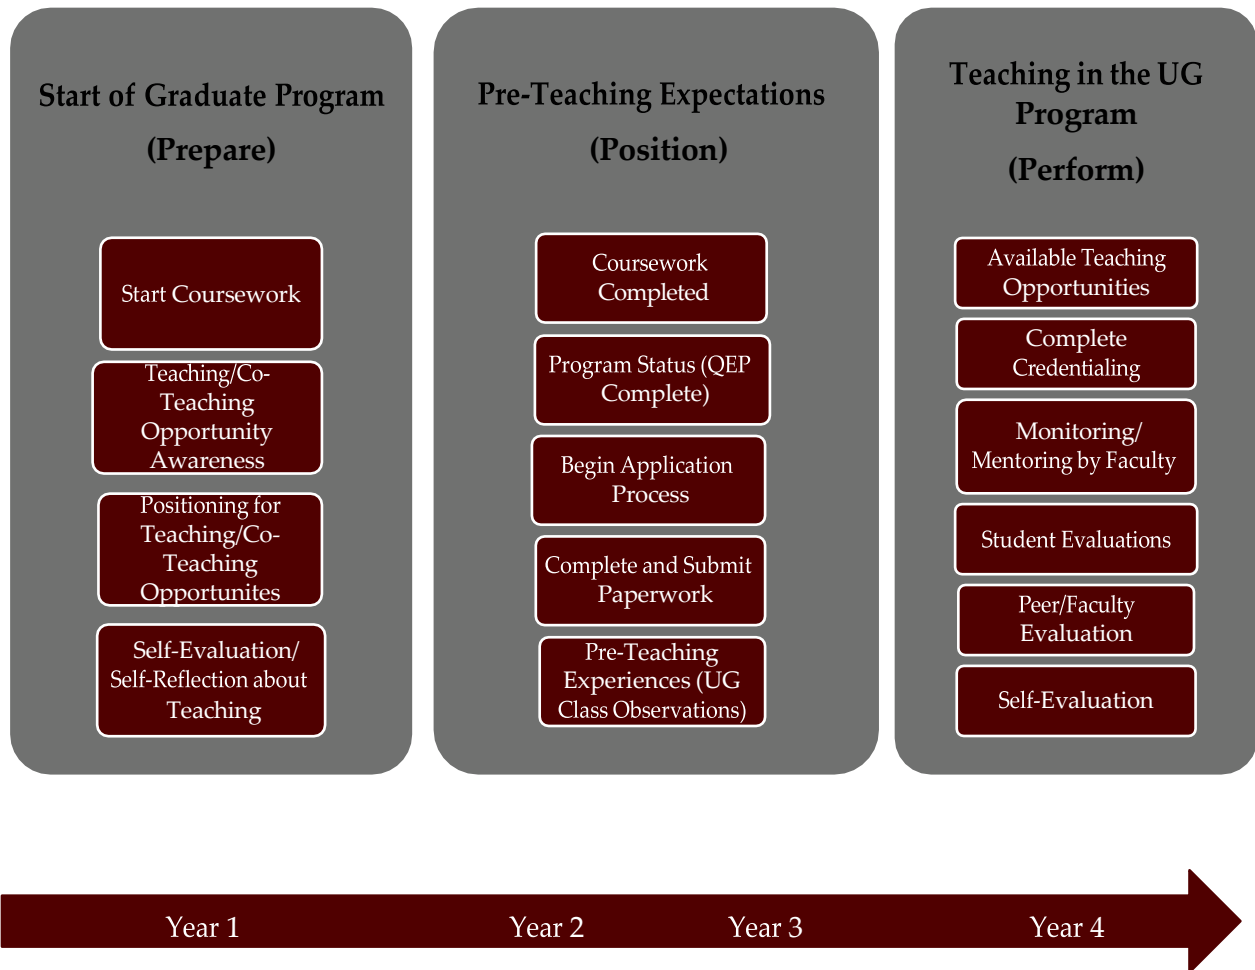 Start of Graduate Program
(Prepare)
Start Coursework
Teaching/Co-
Teaching
Opportunity
Awareness
Positioning for
Teaching/Co-
Teaching
Opportunites
Self-Evaluation/
Self-Reflection about
Teaching
Pre-Teaching Expectations
(Position)
Coursework
Completed
Program Status (QEP
Complete)
Begin Application
Process
Complete and Submit
Paperwork
Pre-Teaching
Experiences (UG
Class Observations)
Teaching in the UG
Program
(Perform)
Available Teaching
Opportunities
Complete
Credentialing
Monitoring/
Mentoring by Faculty
Student Evaluations
Peer/Faculty
Evaluation
Self-Evaluation
Year 1
Year 2
Year 3
Year 4